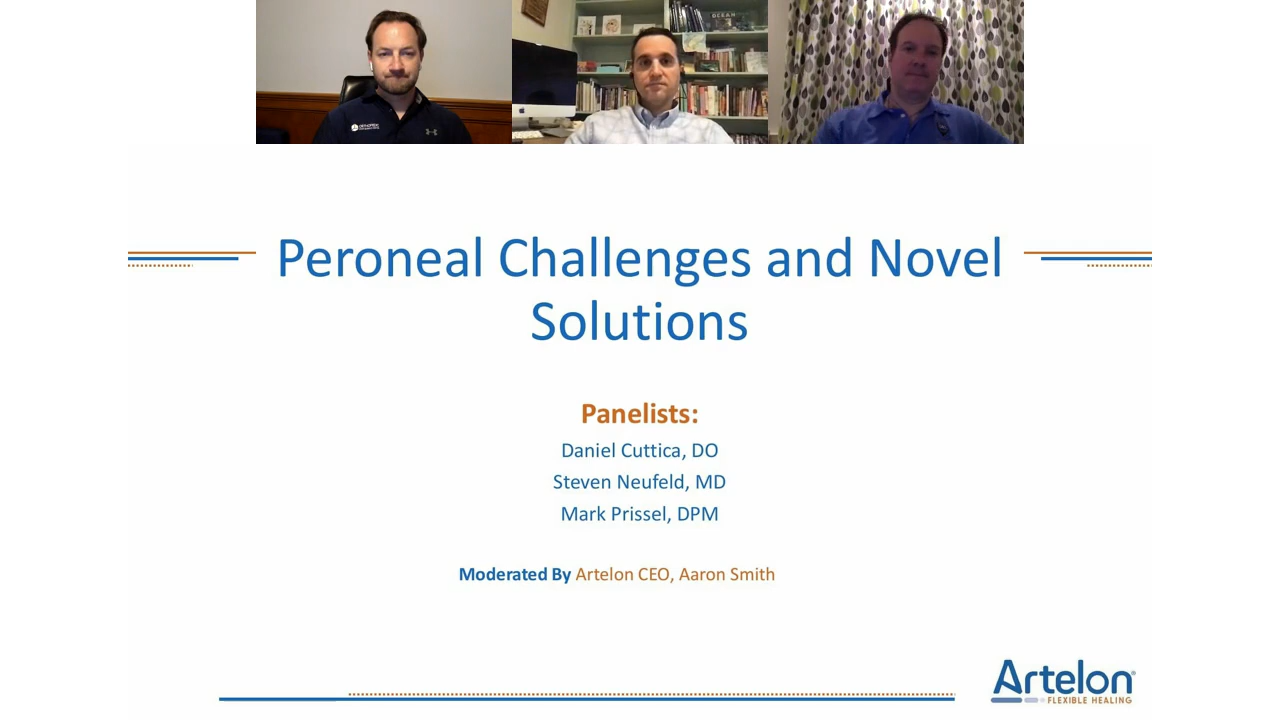 OCEAN
Peroneal Challenges and Novel
Solutions
Panelists:
Daniel Cuttica, DO
Steven Neufeld, MD
Mark Prissel, DPM
Moderated By Artelon CEO, Aaron Smith
Artelon®
FLEXIBLE HEALING